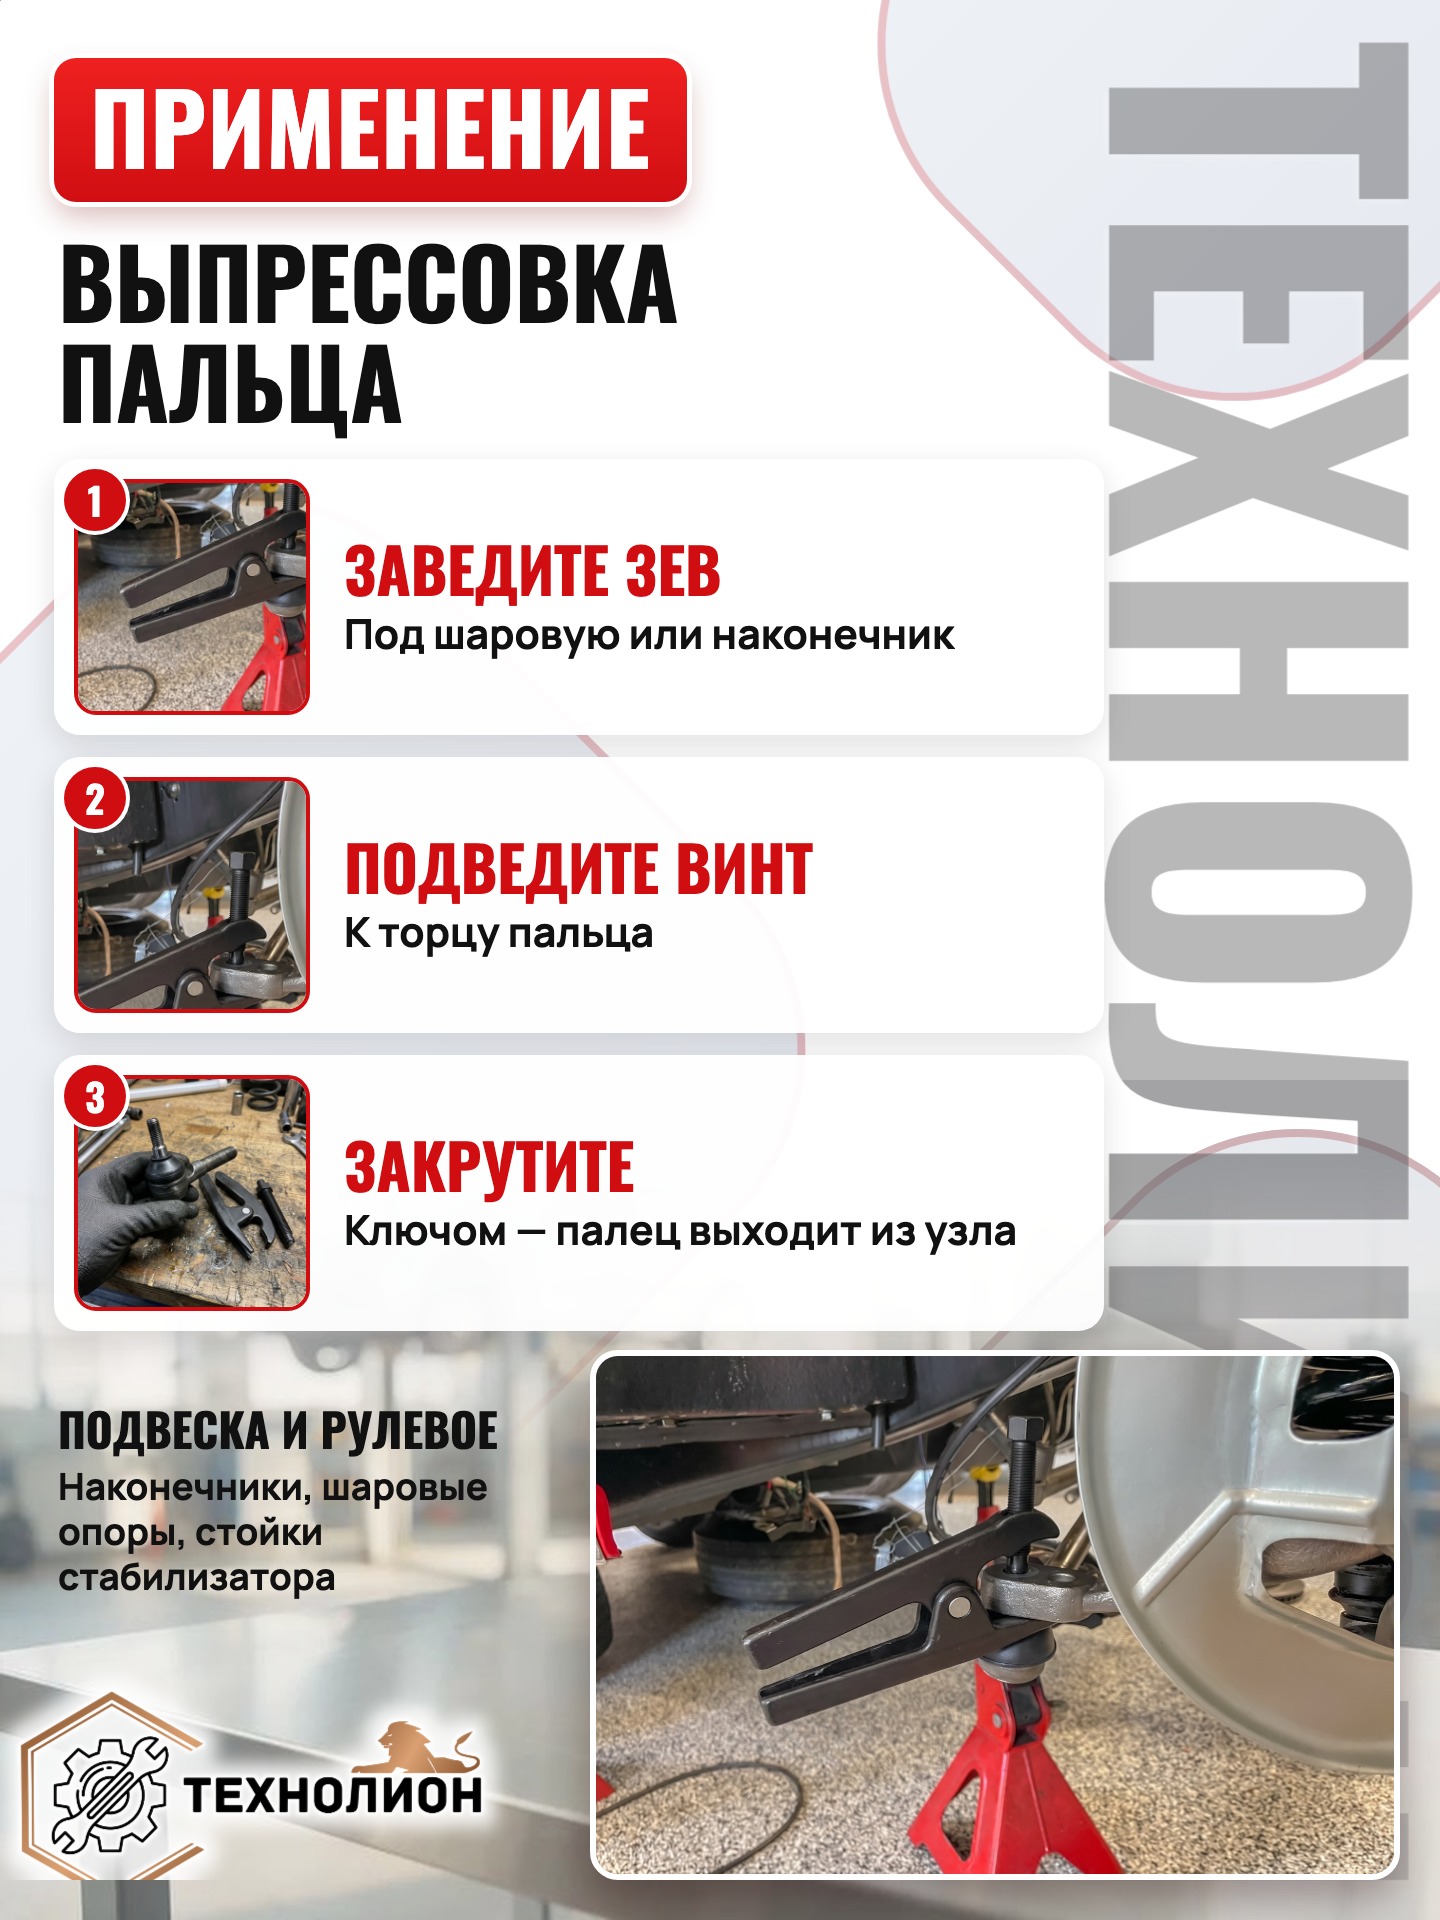 ПРИМЕНЕНИЕ
ВЫПРЕССОВКА
ПАЛЬЦА
1
ЗАВЕДИТЕ ЗЕВ
Под шаровую или наконечник
2
ПОДВЕДИТЕ ВИНТ
К торцу пальца
3
ЗАКРУТИТЕ
Ключом — палец выходит из узла
ПОДВЕСКА И РУЛЕВОЕ
Наконечники, шаровые
опоры, стойки
стабилизатора
ТЕХНОЛИОН
ТЕХНОЛИ